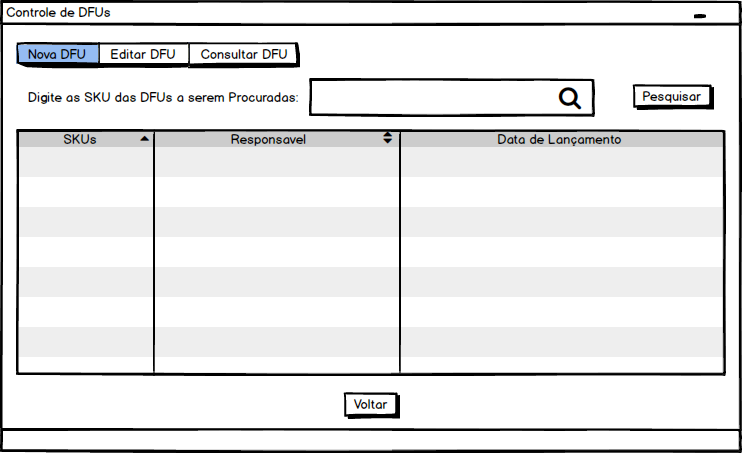 Controle de DFUs
Nova DFU Editar DFU Consultar DFU
Digite as SKU das DFUs a serem Procuradas: Pesquisar
SKUs Responsavel Data de Lançamento
Voltar